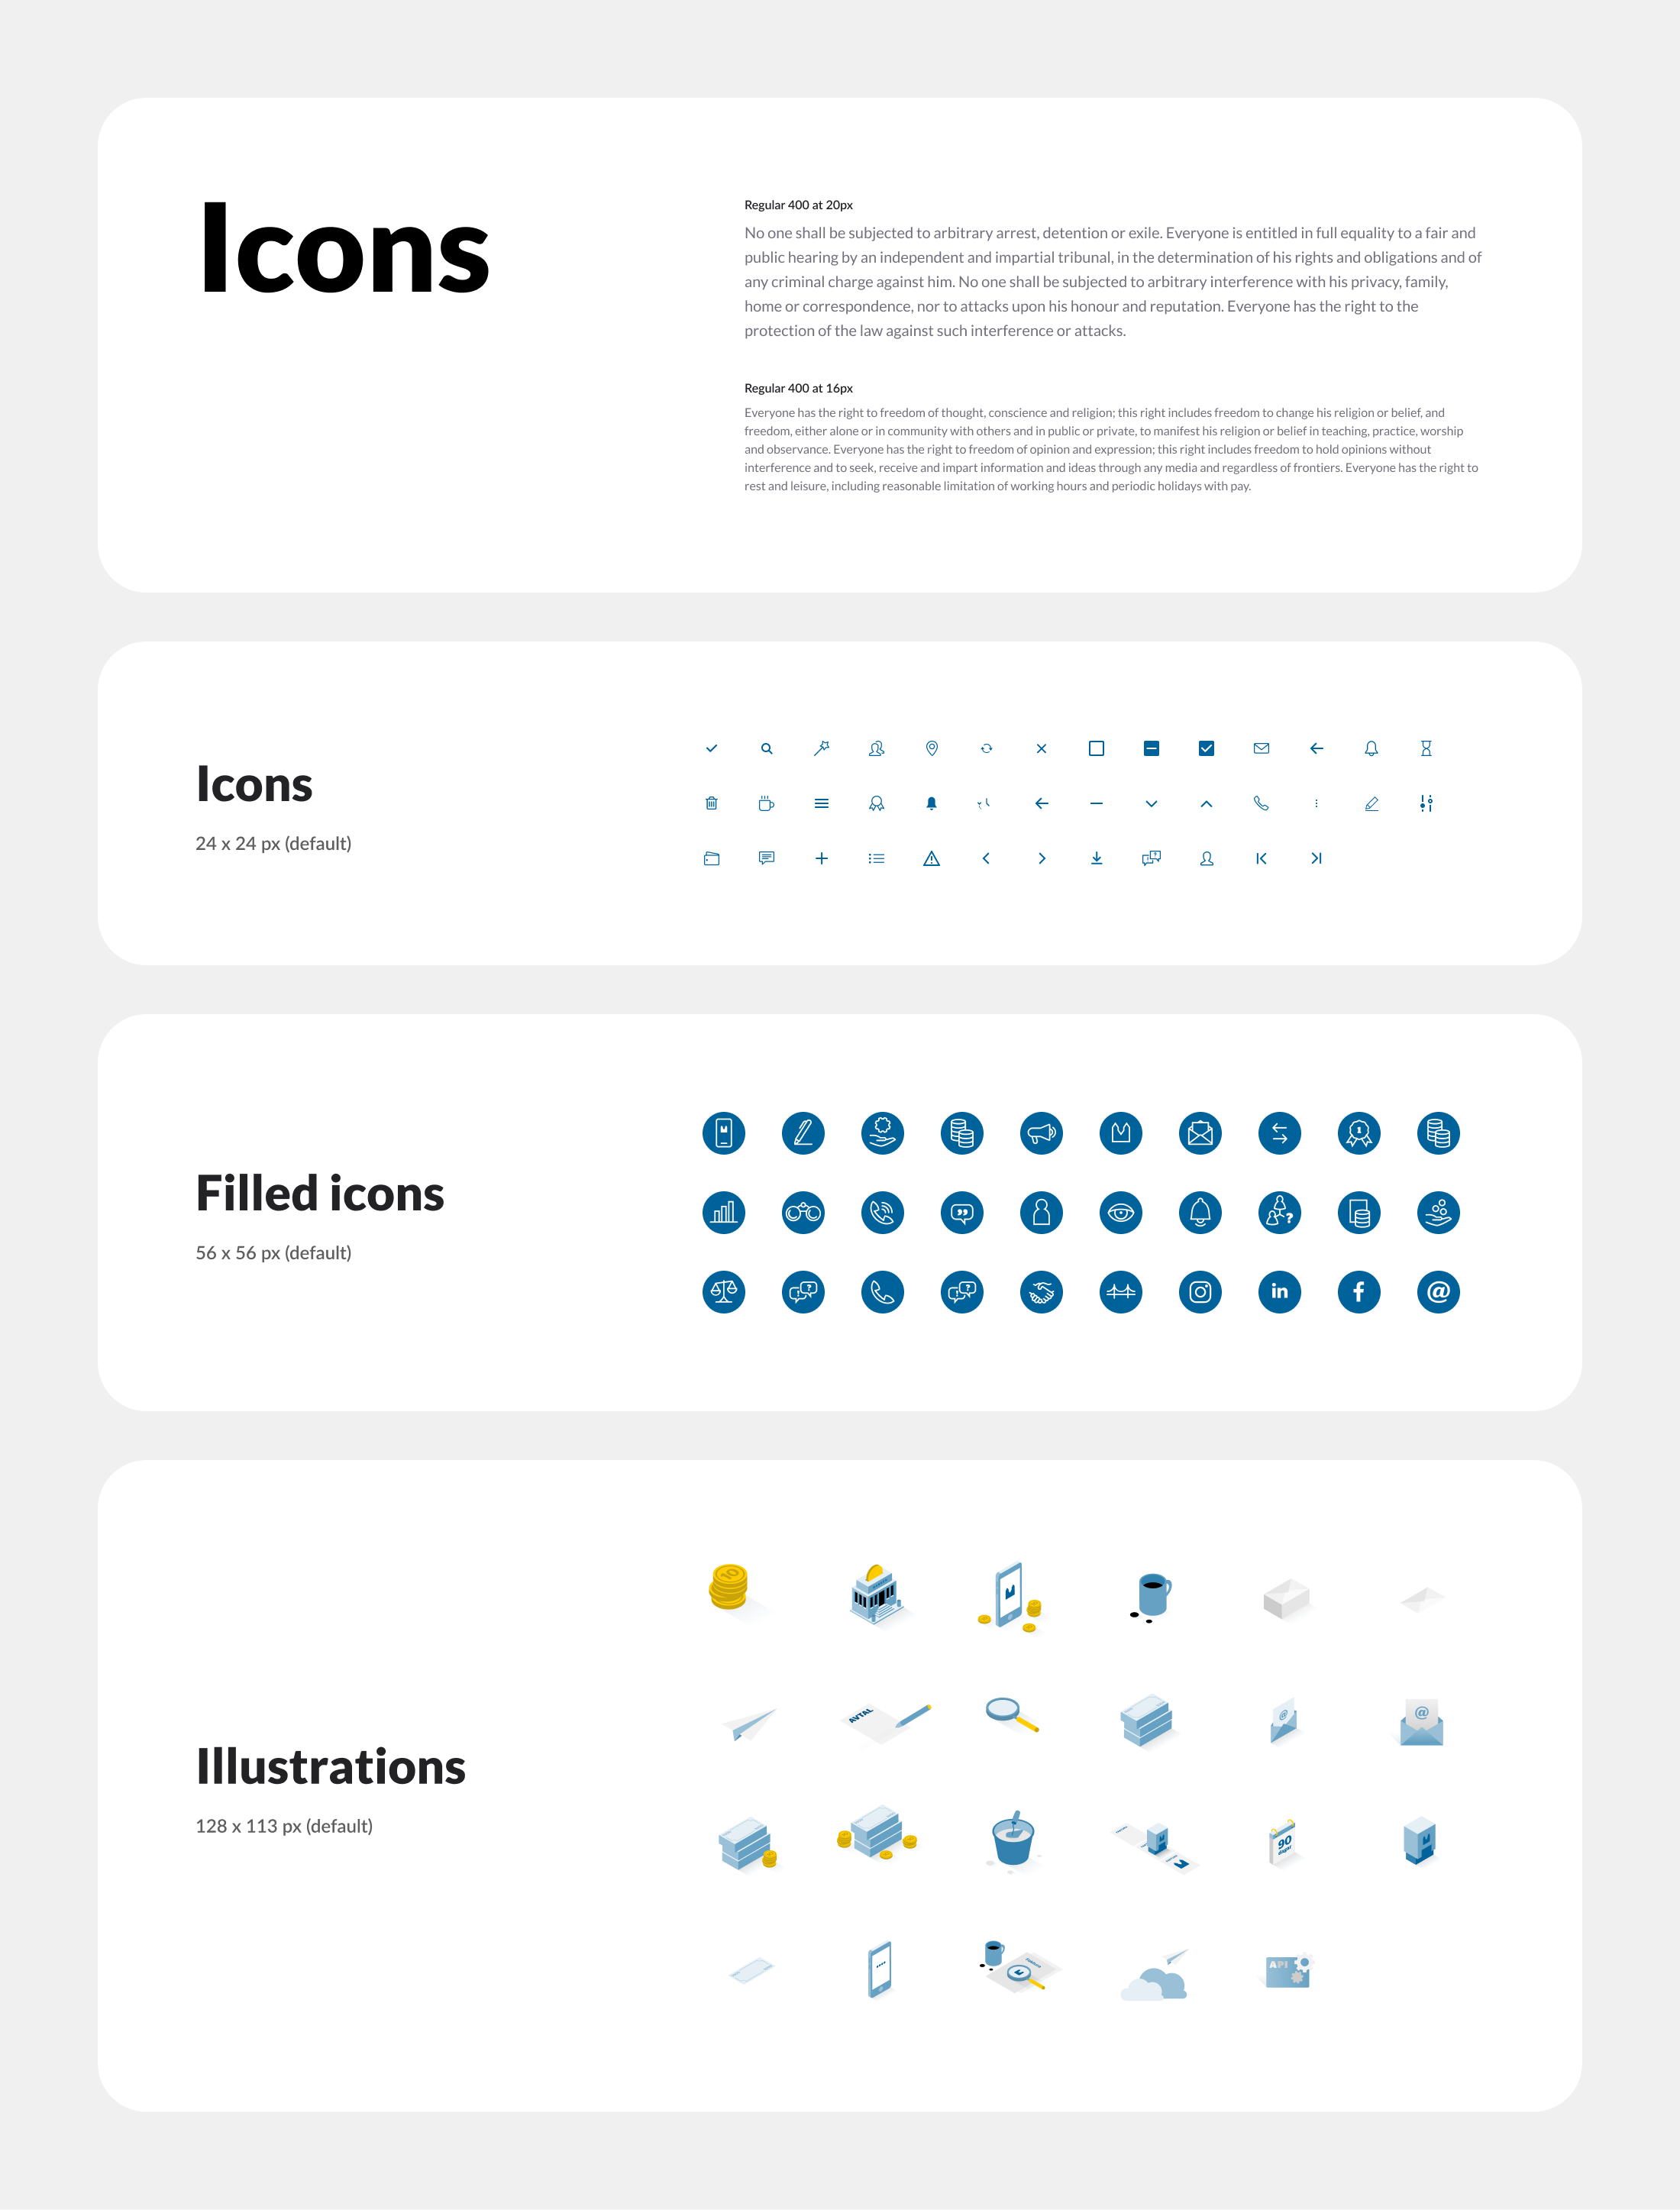 Icons
Regular 400 at 20px
No one shall be subjected to arbitrary arrest, detention or exile. Everyone is entitled in full equality to a fair and
public hearing by an independent and impartial tribunal, in the determination of his rights and obligations and of
any criminal charge against him. No one shall be subjected to arbitrary interference with his privacy, family,
home or correspondence, nor to attacks upon his honour and reputation. Everyone has the right to the
protection of the law against such interference or attacks.
Regular 400 at 16px
Everyone has the right to freedom of thought, conscience and religion; this right includes freedom to change his religion or belief, and
freedom, either alone or in community with others and in public or private, to manifest his religion or belief in teaching, practice, worship
and observance. Everyone has the right to freedom of opinion and expression; this right includes freedom to hold opinions without
interference and to seek, receive and impart information and ideas through any media and regardless of frontiers. Everyone has the right to
rest and leisure, including reasonable limitation of working hours and periodic holidays with pay.
Icons
24 x 24 px (default)
Filled icons
56 x 56 px (default)
1
?
in
f
@
Illustrations
128 x 113 px (default)
10
AVTAL
@
@
90
dagar
API